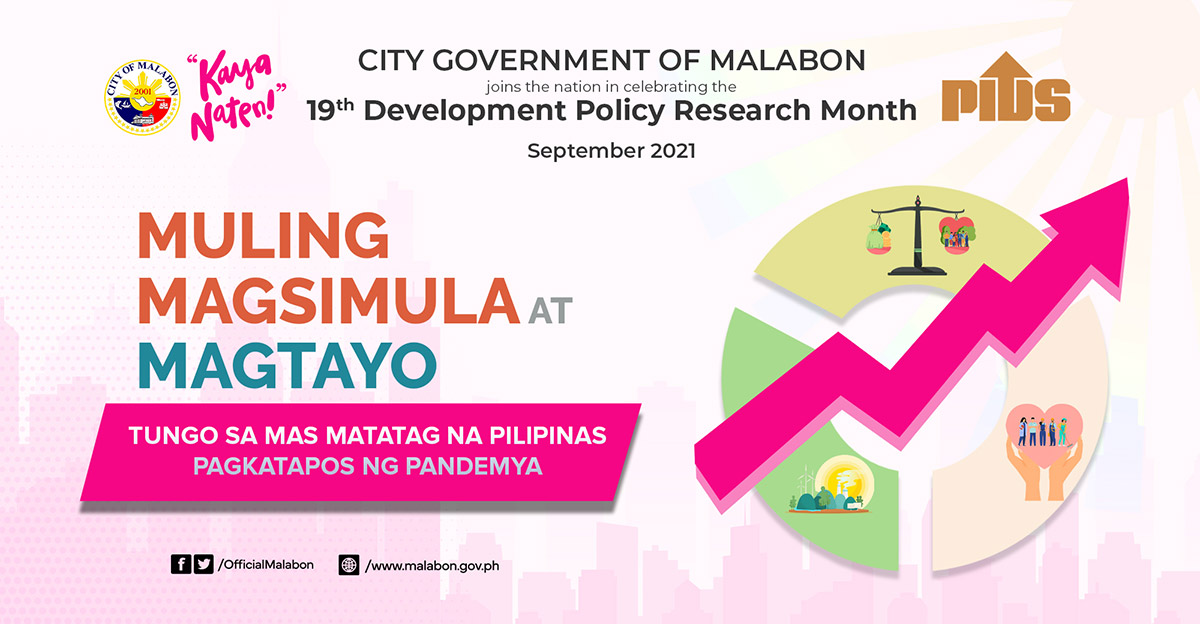 CITY OF MALABON
2001
"Kaya
Naten!"
CITY GOVERNMENT OF MALABON
joins the nation in celebrating the
19th Development Policy Research Month
September 2021
PIDS
MULING
MAGSIMULA AT
MAGTAYO
TUNGO SA MAS MATATAG NA PILIPINAS
PAGKATAPOS NG PANDEMYA
/OfficialMalabon
/www.malabon.gov.ph